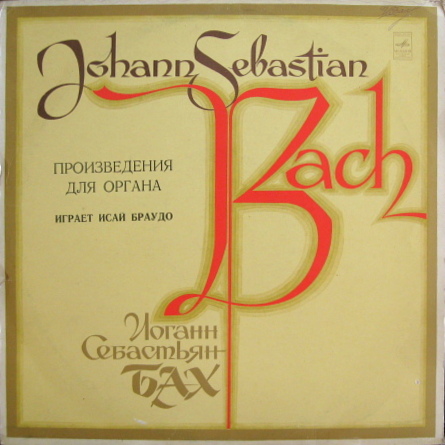 Johann Sebastian
Bach
ПРОИЗВЕДЕНИЯ
ДЛЯ ОРГАНА
ИГРАЕТ ИСАЙ БРАУДО
Иоганн
Себастьян
БАХ